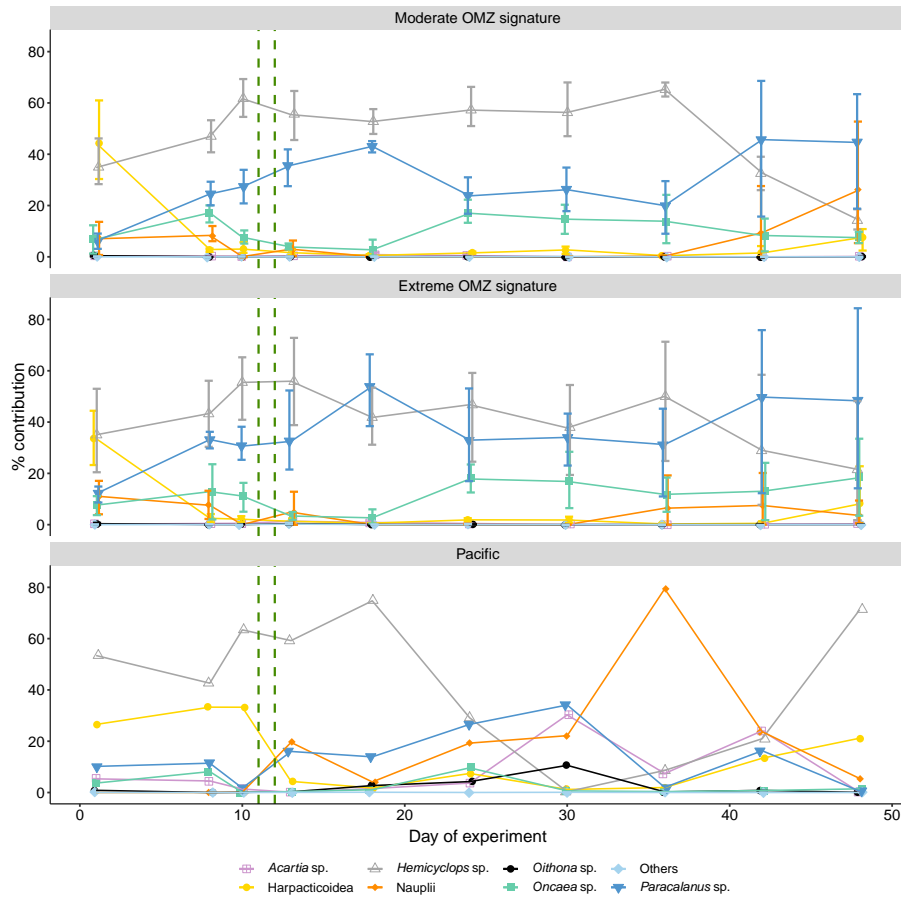 Moderate OMZ signature
80
60
40
20
0
Extreme OMZ signature
80
60
40
20
0
% contribution
Pacific
80
60
40
20
0
0 10 20 30 40 50
Day of experiment
Acartia sp. Hemicyclops sp. Oithona sp. Others
Harpacticoidea Nauplii Oncaea sp. Paracalanus sp.